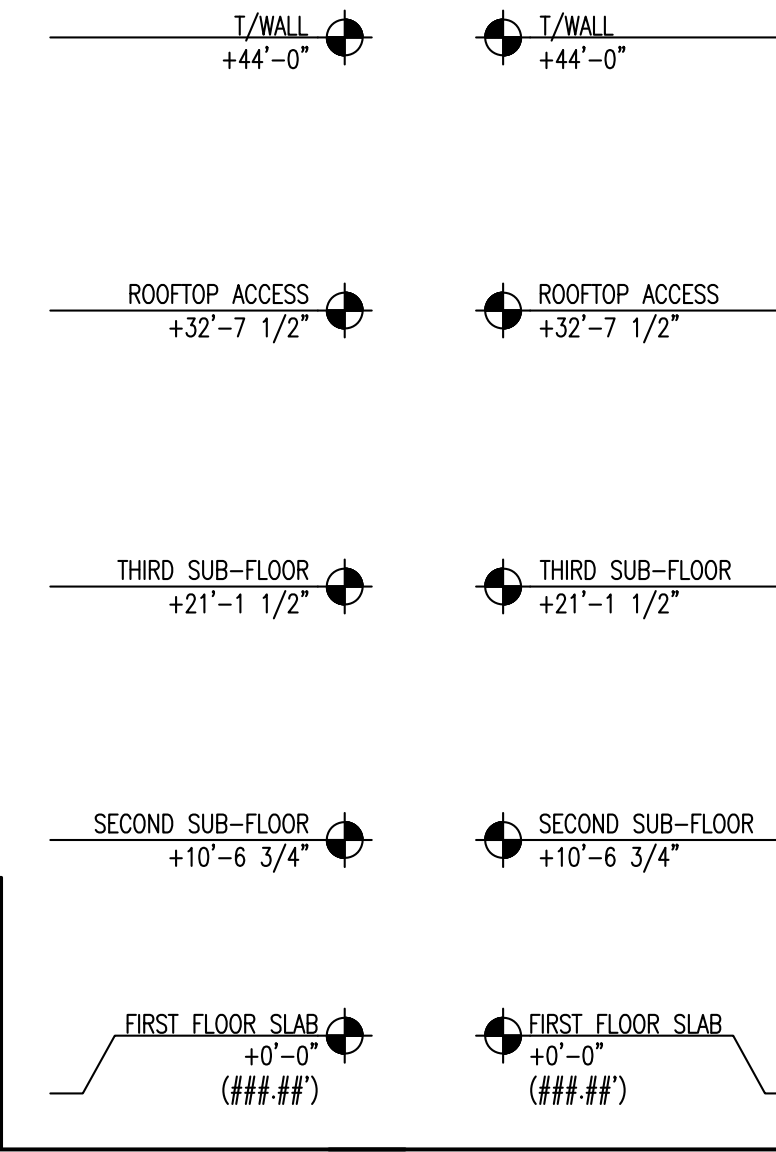 T/WALL
+44'-0"
T/WALL
+44'-0"
ROOFTOP ACCESS
+32'-7 1/2"
ROOFTOP ACCESS
+32'-7 1/2"
THIRD SUB-FLOOR
+21'-1 1/2"
THIRD SUB-FLOOR
+21'-1 1/2"
SECOND SUB-FLOOR
+10'-6 3/4"
SECOND SUB-FLOOR
+10'-6 3/4"
FIRST FLOOR SLAB
+0'-0"
(###.##')
FIRST FLOOR SLAB
+0'-0"
(###.##')